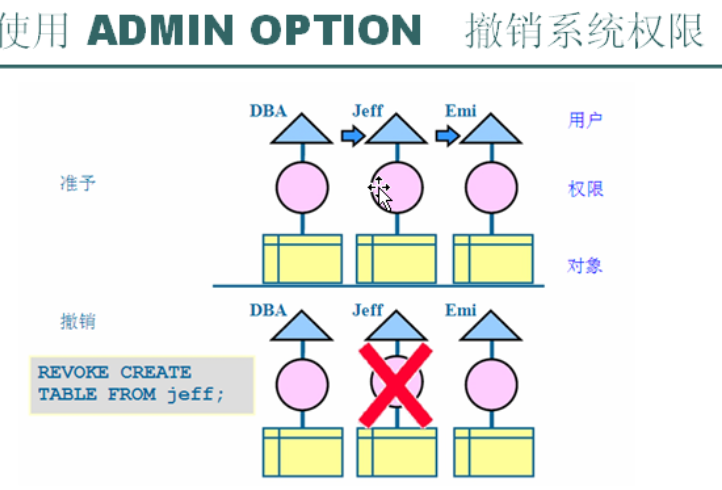 使用 ADMIN OPTION 撤销系统权限
DBA Jeff Emi 用户
准予 权限
对象
DBA Jeff Emi
撤销
REVOKE CREATE
TABLE FROM jeff;